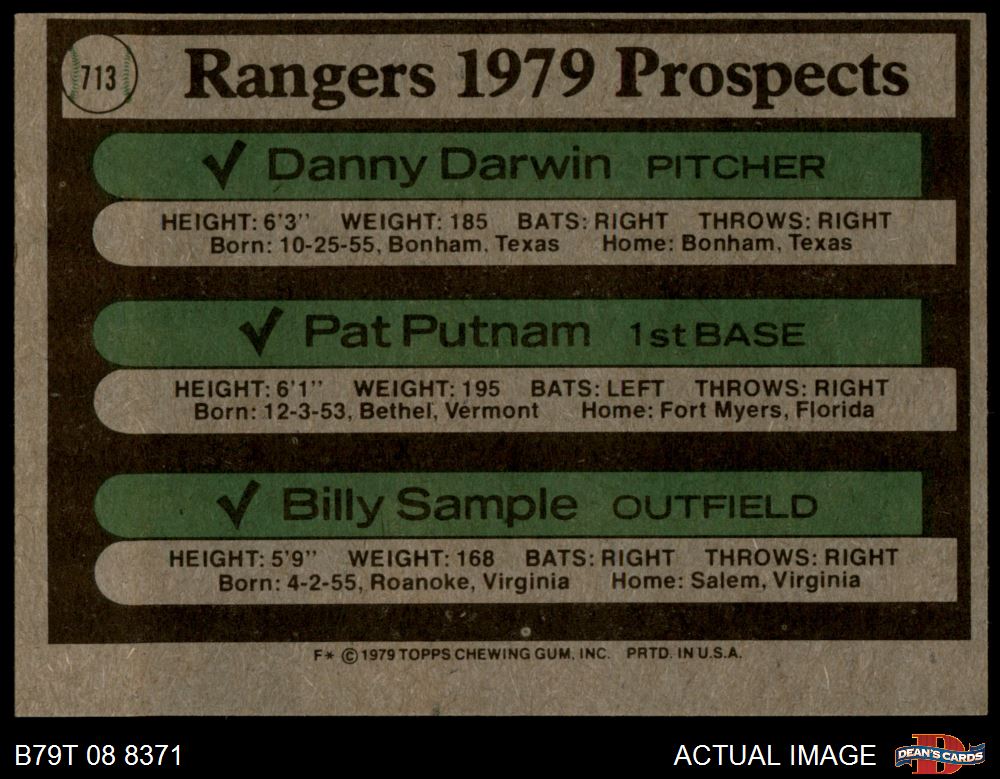 713
Rangers 1979 Prospects
✓ Danny Darwin PITCHER
HEIGHT: 6'3'' WEIGHT: 185 BATS: RIGHT THROWS: RIGHT
Born: 10-25-55, Bonham, Texas Home: Bonham, Texas
✓ Pat Putnam 1st BASE
HEIGHT: 6'1'' WEIGHT: 195 BATS: LEFT THROWS: RIGHT
Born: 12-3-53, Bethel, Vermont Home: Fort Myers, Florida
✓ Billy Sample OUTFIELD
HEIGHT: 5'9'' WEIGHT: 168 BATS: RIGHT THROWS: RIGHT
Born: 4-2-55, Roanoke, Virginia Home: Salem, Virginia
F* © 1979 TOPPS CHEWING GUM, INC. PRTD. IN U.S.A.
B79T 08 8371 ACTUAL IMAGE DEAN'S CARDS